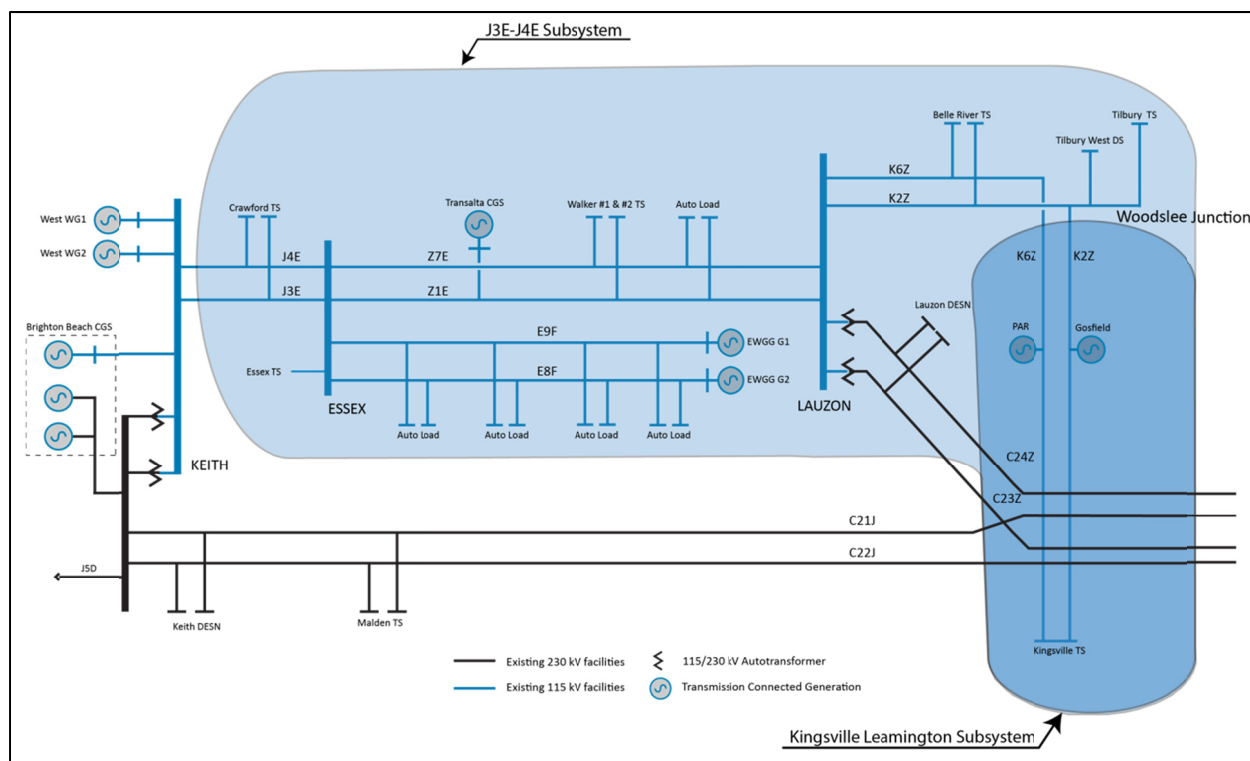 J3E-J4E Subsystem
Belle River TS
Tilbury TS
Tilbury West DS
K6Z
K2Z
Woodslee Junction
West WG1
West WG2
Crawford TS
Transalta CGS
Walker #1 & #2 TS
Auto Load
J4E
Z7E
J3E
Z1E
K6Z
K2Z
Lauzon DESN
PAR
Gosfield
Brighton Beach CGS
E9F
EWGG G1
Essex TS
E8F
EWGG G2
ESSEX
LAUZON
Auto Load
Auto Load
Auto Load
Auto Load
KEITH
C24Z
C23Z
C21J
C22J
J5D
Keith DESN
Malden TS
Kingsville TS
Existing 230 kV facilities
115/230 kV Autotransformer
Existing 115 kV facilities
Transmission Connected Generation
Kingsville Leamington Subsystem